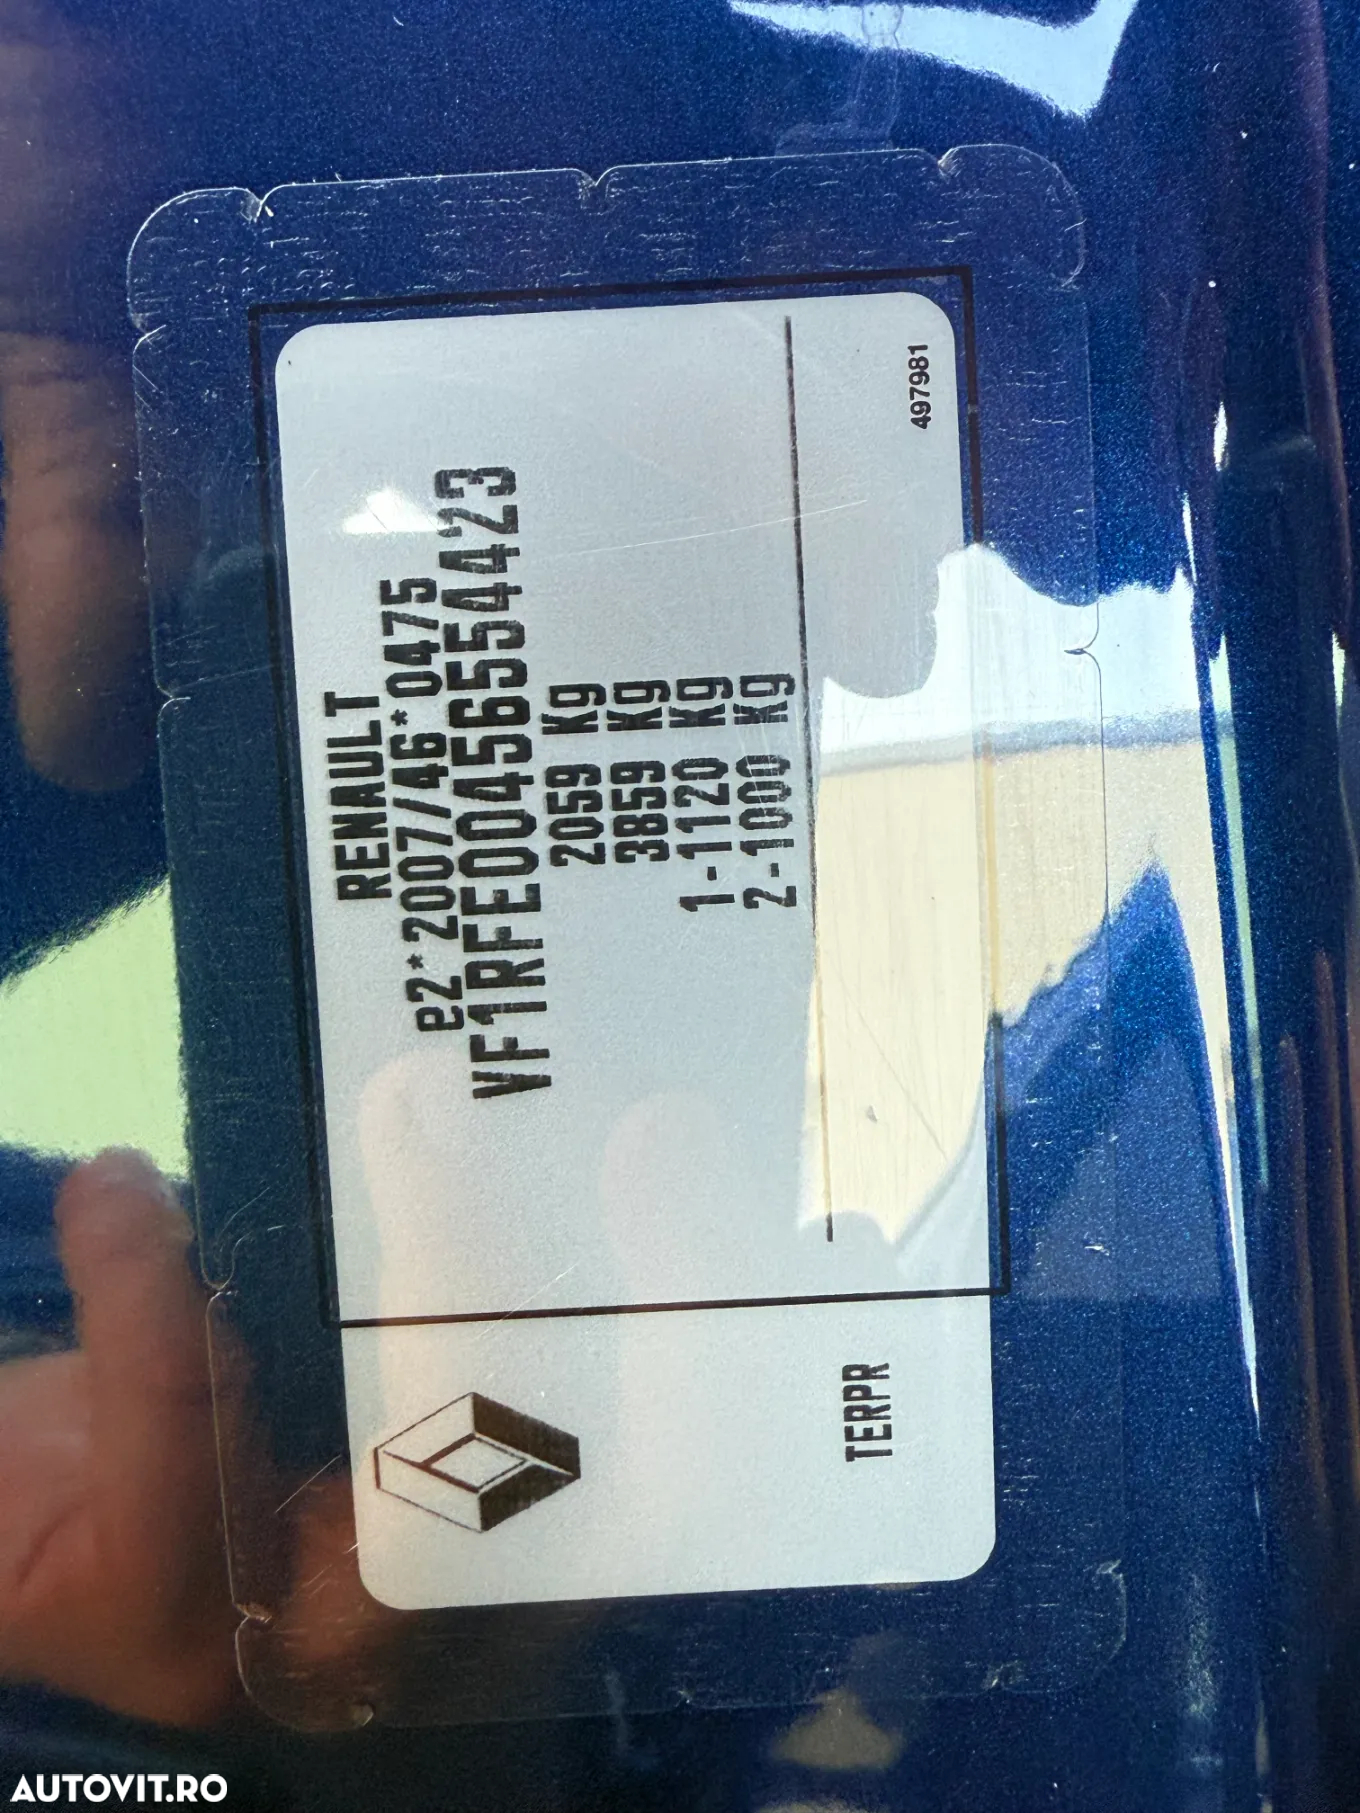 RENAULT
e2*2007/46*0475
VF1RFE00456554423
2059 Kg
3859 Kg
1-1120 Kg
2-1000 Kg
497981
TERPR
AUTOVIT.RO